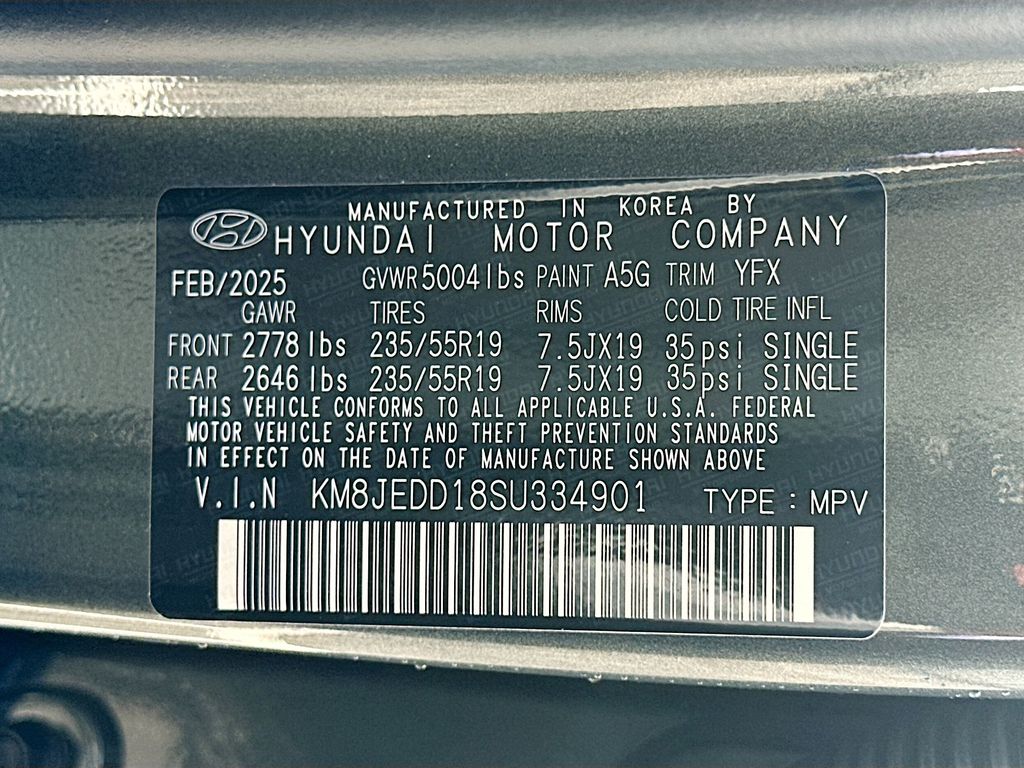 MANUFACTURED IN KOREA BY
HYUNDAI MOTOR COMPANY
FEB/2025 GVWR 5004 lbs PAINT A5G TRIM YFX
GAWR TIRES RIMS COLD TIRE INFL
FRONT 2778 lbs 235/55R19 7.5JX19 35psi SINGLE
REAR 2646 lbs 235/55R19 7.5JX19 35psi SINGLE
THIS VEHICLE CONFORMS TO ALL APPLICABLE U.S.A. FEDERAL
MOTOR VEHICLE SAFETY AND THEFT PREVENTION STANDARDS
IN EFFECT ON THE DATE OF MANUFACTURE SHOWN ABOVE
V.I.N KM8JEDD18SU334901 TYPE : MPV